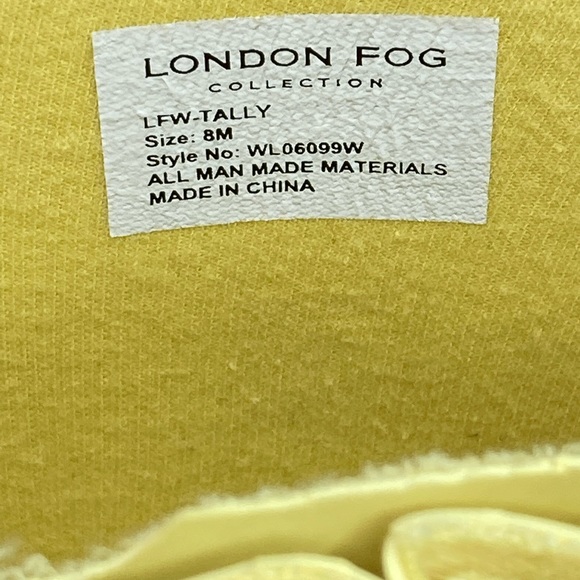 LONDON FOG
COLLECTION
LFW-TALLY
Size: 8M
Style No: WL06099W
ALL MAN MADE MATERIALS
MADE IN CHINA